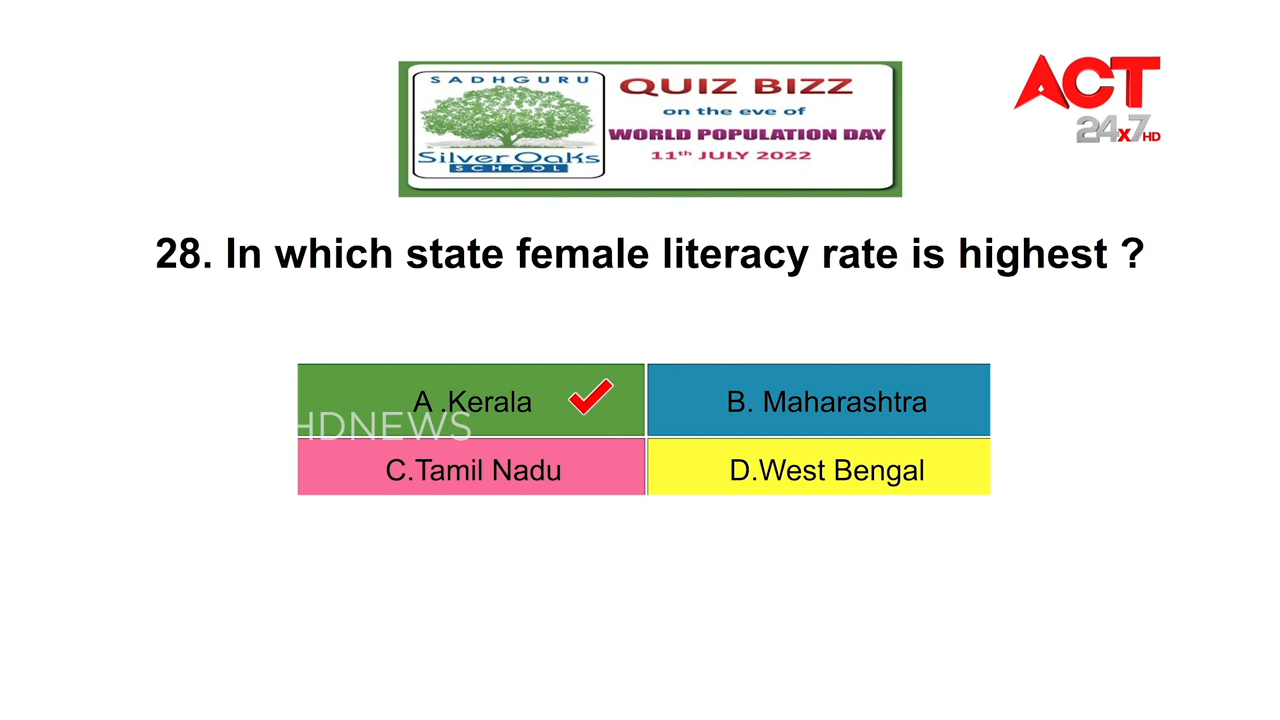 SADHGURU
Silver Oaks
SCHOOL
QUIZ BIZZ
on the eve of
WORLD POPULATION DAY
11th JULY 2022
ACT
24x7HD
28. In which state female literacy rate is highest ?
A .Kerala
B. Maharashtra
HDNEWS
C.Tamil Nadu
D.West Bengal